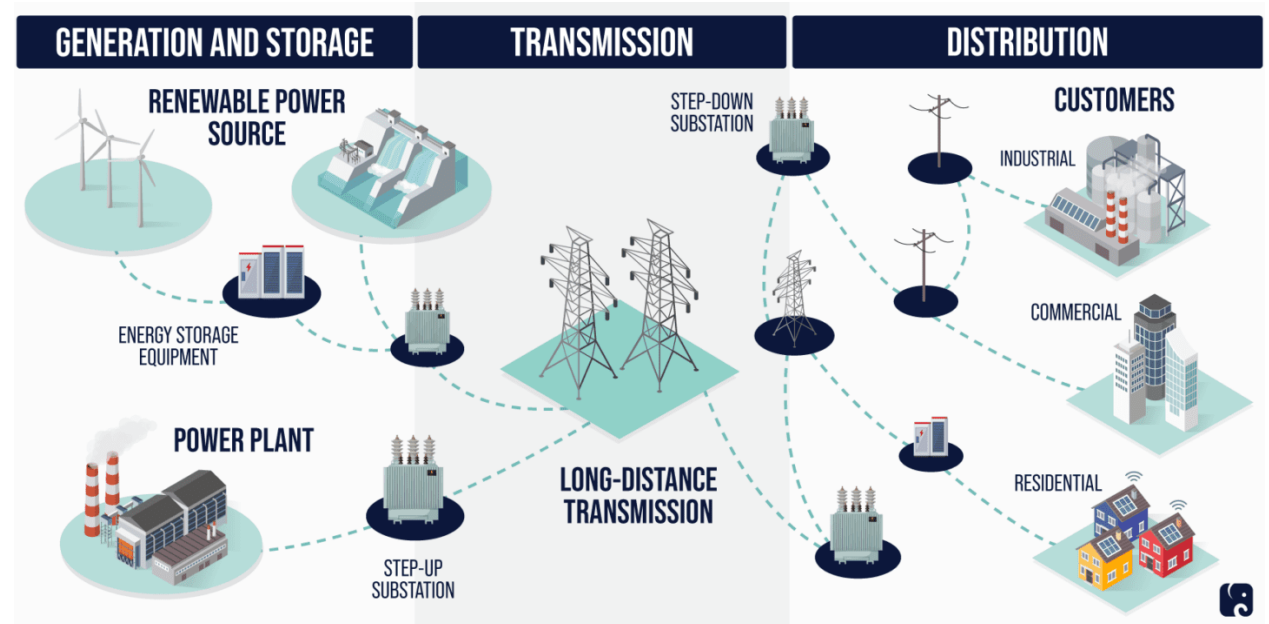 GENERATION AND STORAGE
TRANSMISSION
DISTRIBUTION
RENEWABLE POWER
SOURCE
STEP-DOWN
SUBSTATION
CUSTOMERS
INDUSTRIAL
ENERGY STORAGE
EQUIPMENT
COMMERCIAL
POWER PLANT
LONG-DISTANCE
TRANSMISSION
RESIDENTIAL
STEP-UP
SUBSTATION